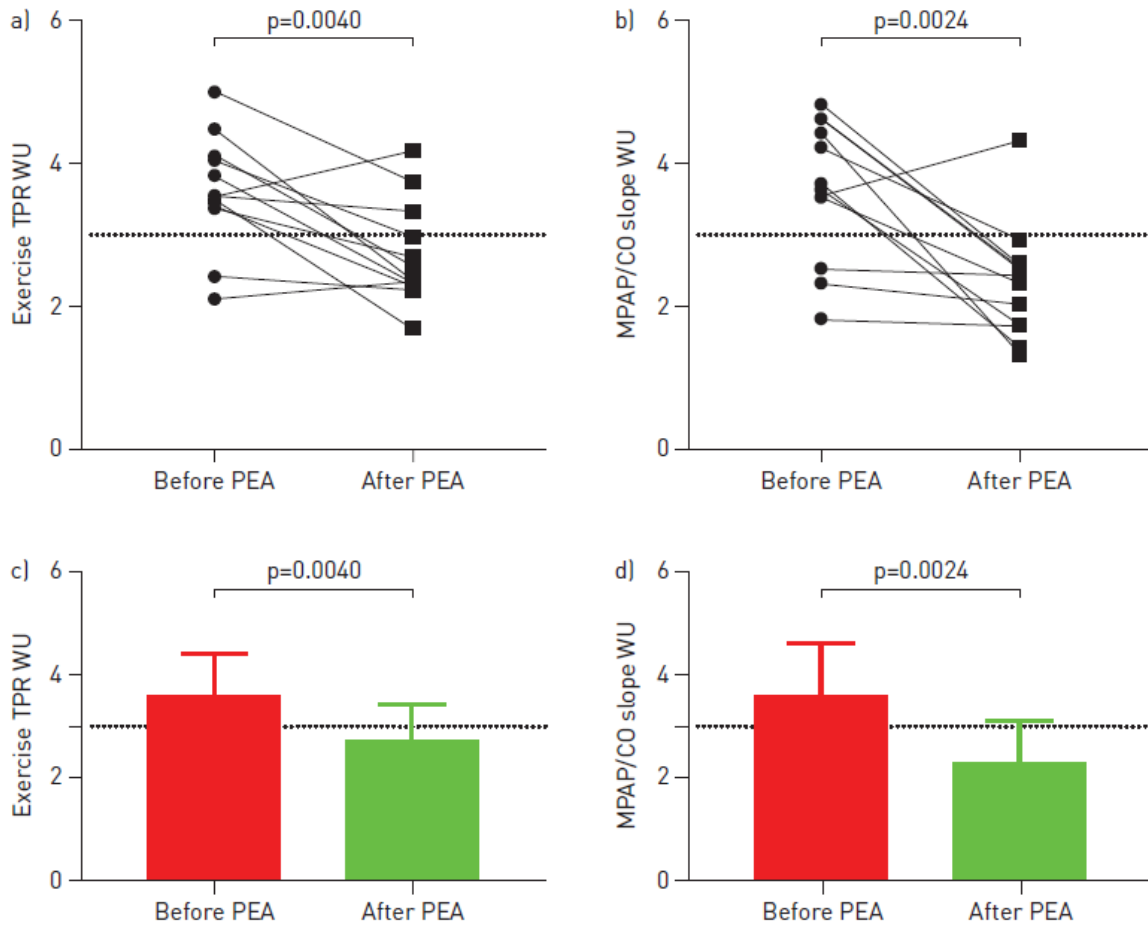 a)
p=0.0040
6
4
2
0
Exercise TPR WU
Before PEA
After PEA
b)
p=0.0024
6
4
2
0
MPAP/CO slope WU
Before PEA
After PEA
c)
p=0.0040
6
4
2
0
Exercise TPR WU
Before PEA
After PEA
d)
p=0.0024
6
4
2
0
MPAP/CO slope WU
Before PEA
After PEA